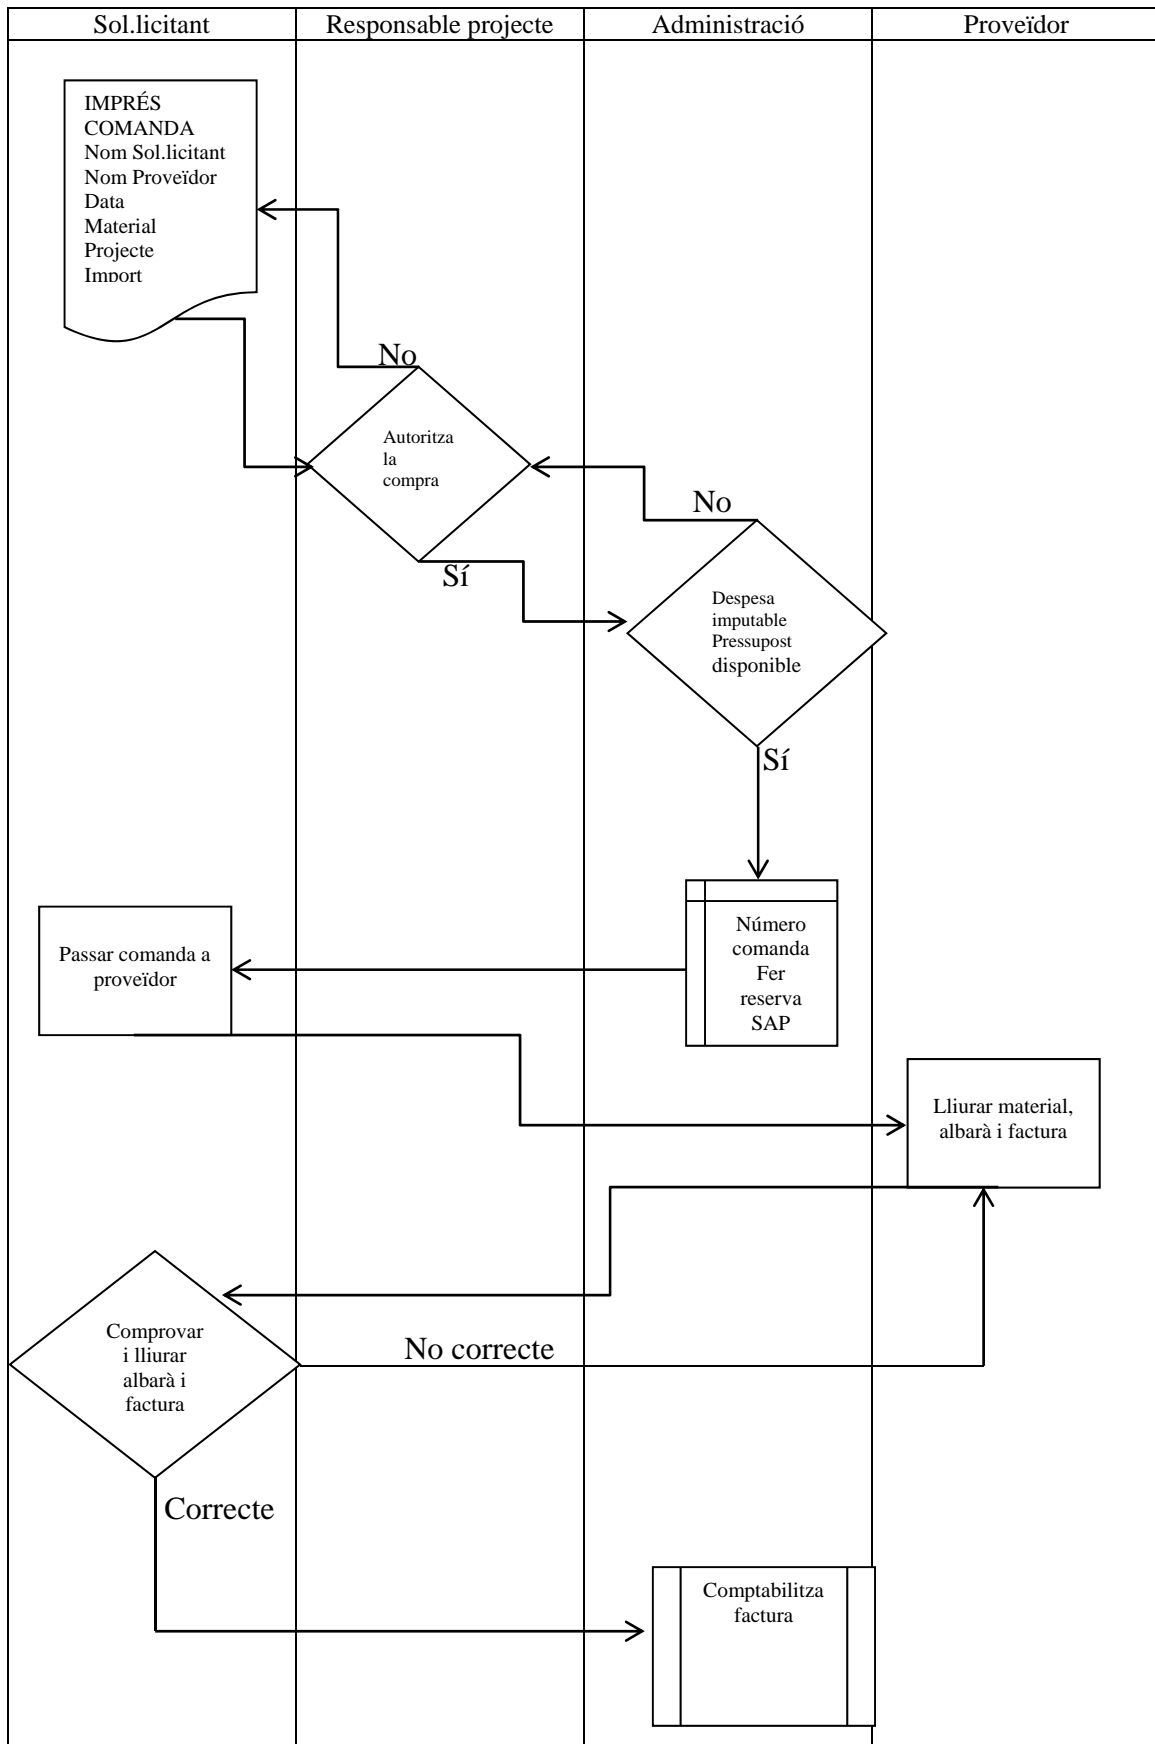 Sol.licitant
Responsable projecte
Administració
Proveïdor
IMPRÉS
COMANDA
Nom Sol.licitant
Nom Proveïdor
Data
Material
Projecte
Import
No
Autoritza
la
compra
Sí
No
Despesa
imputable
Pressupost
disponible
Sí
Número
comanda
Fer
reserva
SAP
Passar comanda a
proveïdor
Lliurar material,
albarà i factura
Comprovar
i lliurar
albarà i
factura
No correcte
Correcte
Comptabilitza
factura